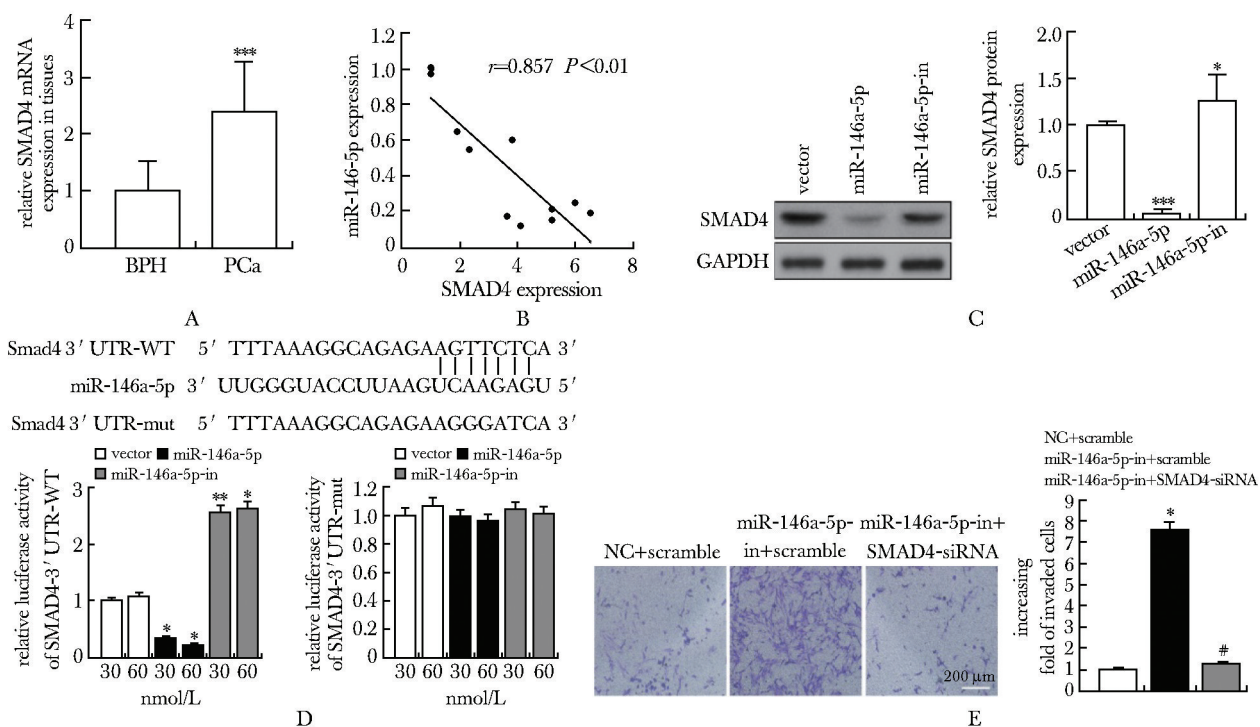 relative SMAD4 mRNA
expression in tissues
4
3
2
1
0
***
BPH PCa
A
miR-146-5p expression
1.2
1.0
0.8
0.6
0.4
0.2
0
r=0.857 P<0.01
0 2 4 6 8
SMAD4 expression
B
vector
miR-146a-5p
miR-146a-5p-in
SMAD4
GAPDH
relative SMAD4 protein
expression
2.0
1.5
1.0
0.5
0
***
*
vector
miR-146a-5p
miR-146a-5p-in
C
Smad4 3′ UTR-WT 5′ TTTAAAGGCAGAGAAGTTCTCA 3′
miR-146a-5p 3′ UUGGGUACCUUAAGUCAAGAGU 5′
Smad4 3′ UTR-mut 5′ TTTAAAGGCAGAGAAGGGATCA 3′
vector miR-146a-5p
miR-146a-5p-in
relative luciferase activity
of SMAD4-3′ UTR-WT
3
2
1
0
* * ** *
30 60 30 60 30 60
nmol/L
vector miR-146a-5p
miR-146a-5p-in
relative luciferase activity
of SMAD4-3′ UTR-mut
1.2
1.0
0.8
0.6
0.4
0.2
0
30 60 30 60 30 60
nmol/L
D
NC+scramble
miR-146a-5p-
in+scramble
miR-146a-5p-in+
SMAD4-siRNA
200 μm
NC+scramble
miR-146a-5p-in+scramble
miR-146a-5p-in+SMAD4-siRNA
increasing
fold of invaded cells
9
8
7
6
5
4
3
2
1
0
*
#
E